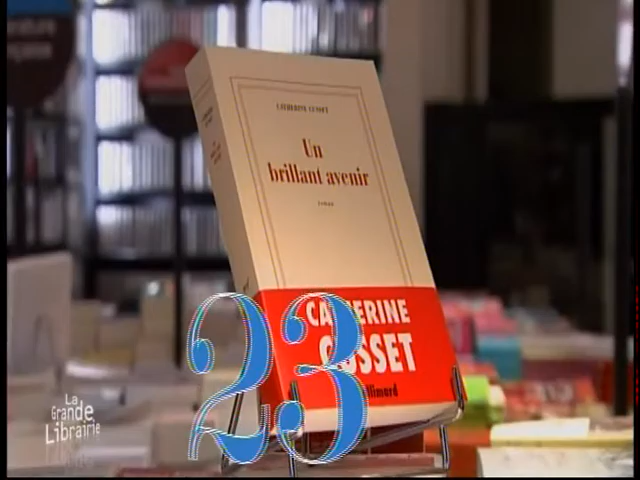 CATHERINE CUSSET
Un
brillant avenir
roman
CATHERINE
CUSSET
Gallimard
23
La
Grande
Librairie